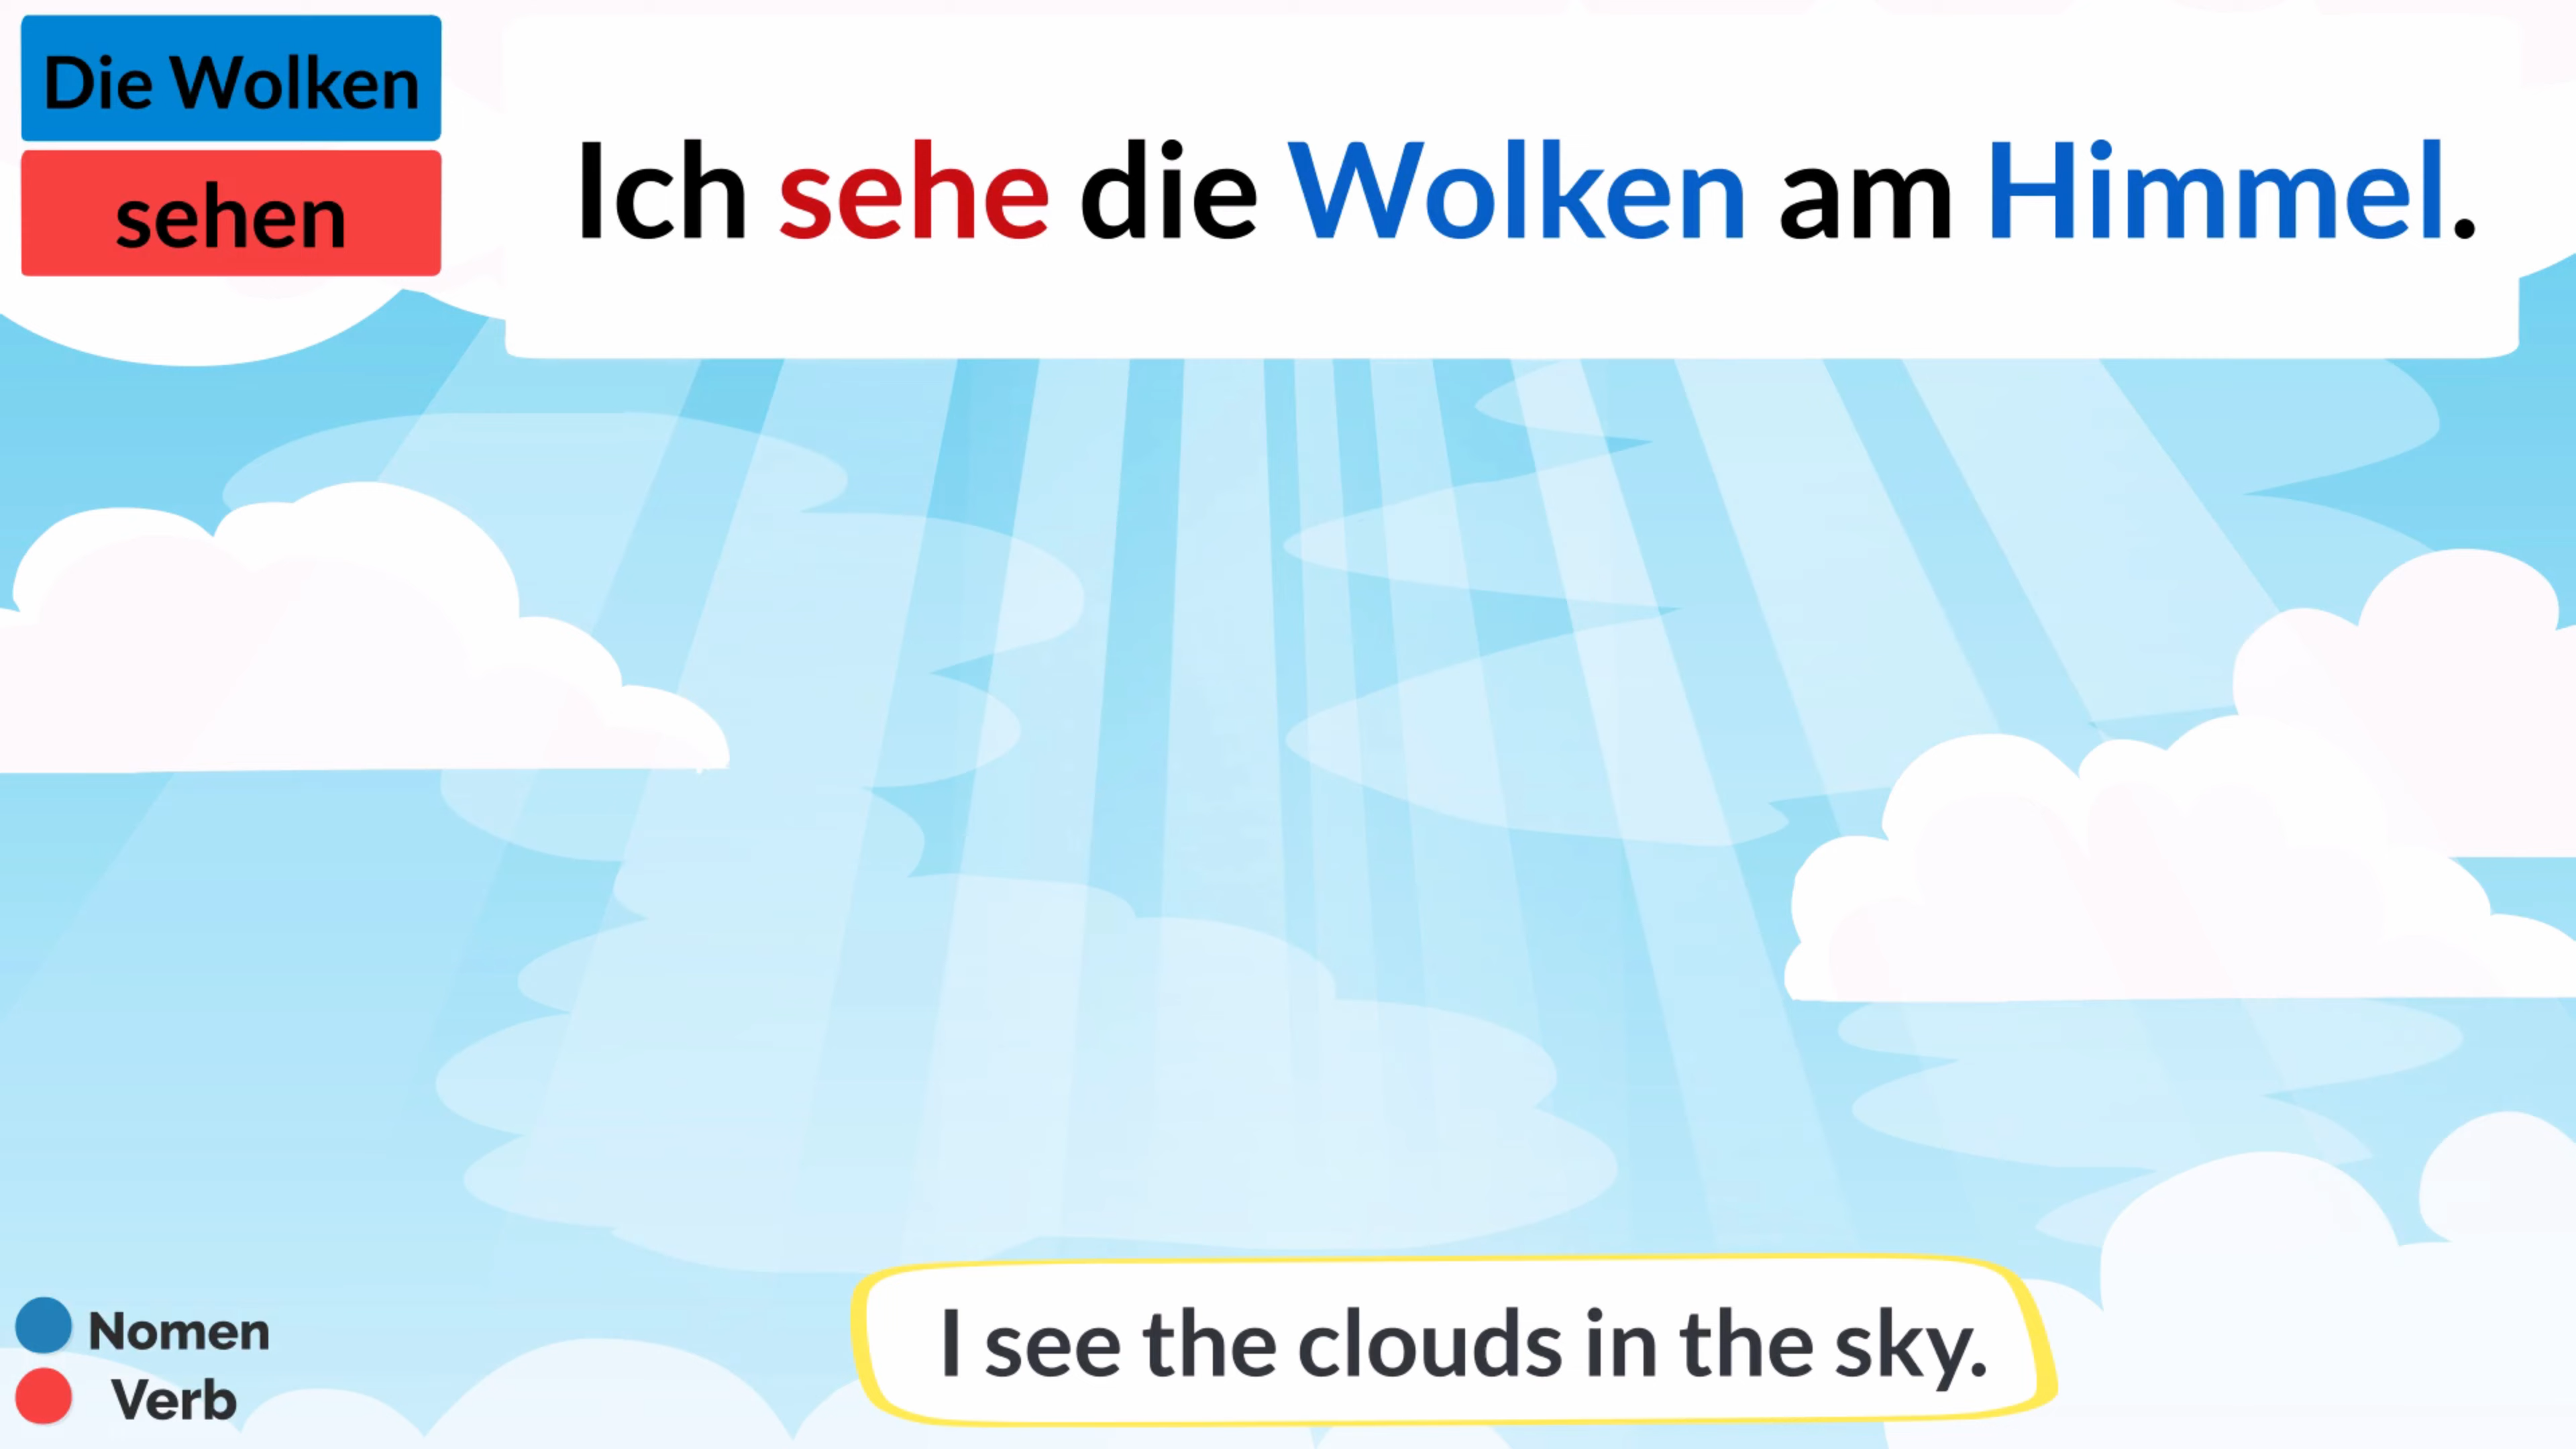 Die Wolken
sehen
Ich sehe die Wolken am Himmel.
Nomen
Verb
I see the clouds in the sky.